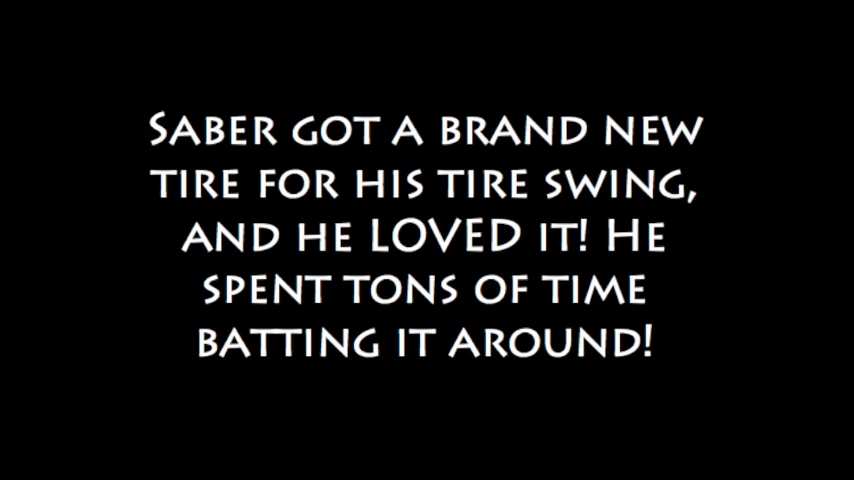 Saber got a brand new
tire for his tire swing,
and he LOVED it! He
spent tons of time
batting it around!